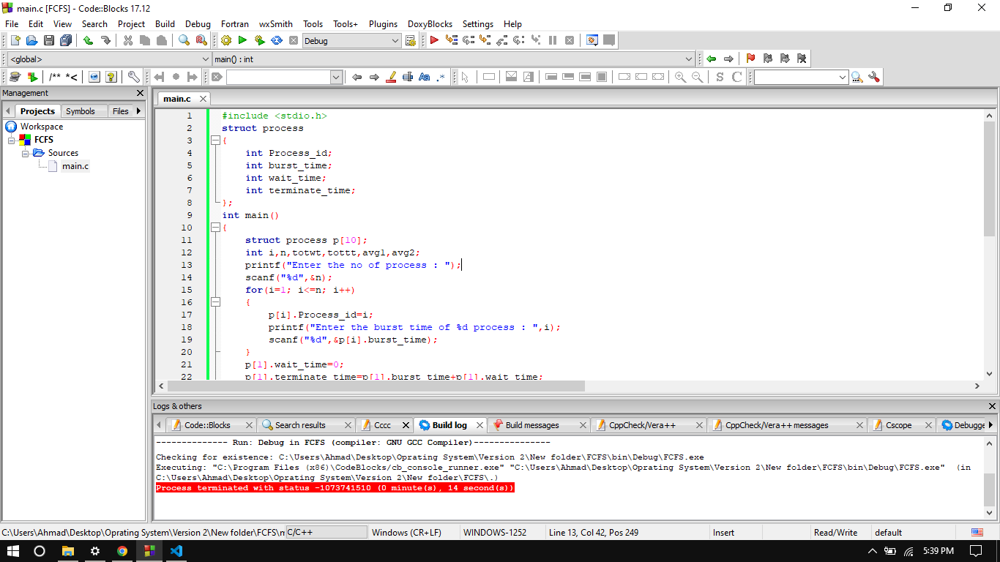 main.c [FCFS] - Code::Blocks 17.12
File Edit View Search Project Build Debug Fortran wxSmith Tools Tools+ Plugins DoxyBlocks Settings Help
Debug
<global> main() : int
/** *<
Aa .*
S C
Management
Projects Symbols Files
Workspace
FCFS
Sources
main.c
main.c
1 #include <stdio.h>
2 struct process
3 {
4 int Process_id;
5 int burst_time;
6 int wait_time;
7 int terminate_time;
8 };
9 int main()
10 {
11 struct process p[10];
12 int i,n,totwt,tottt,avg1,avg2;
13 printf("Enter the no of process : ");
14 scanf("%d",&n);
15 for(i=1; i<=n; i++)
16 {
17 p[i].Process_id=i;
18 printf("Enter the burst time of %d process : ",i);
19 scanf("%d",&p[i].burst_time);
20 }
21 p[1].wait_time=0;
22 p[1].terminate_time=p[1].burst_time+p[1].wait_time;
Logs & others
Code::Blocks Search results Cccc Build log Build messages CppCheck/Vera++ CppCheck/Vera++ messages Cscope Debugge
-------------- Run: Debug in FCFS (compiler: GNU GCC Compiler)---------------
Checking for existence: C:\Users\Ahmad\Desktop\Oprating System\Version 2\New folder\FCFS\bin\Debug\FCFS.exe
Executing: "C:\Program Files (x86)\CodeBlocks/cb_console_runner.exe" "C:\Users\Ahmad\Desktop\Oprating System\Version 2\New folder\FCFS\bin\Debug\FCFS.exe" (in
C:\Users\Ahmad\Desktop\Oprating System\Version 2\New folder\FCFS\.)
Process terminated with status -1073741510 (0 minute(s), 14 second(s))
C:\Users\Ahmad\Desktop\Oprating System\Version 2\New folder\FCFS\m C/C++ Windows (CR+LF) WINDOWS-1252 Line 13, Col 42, Pos 249 Insert Read/Write default
5:39 PM